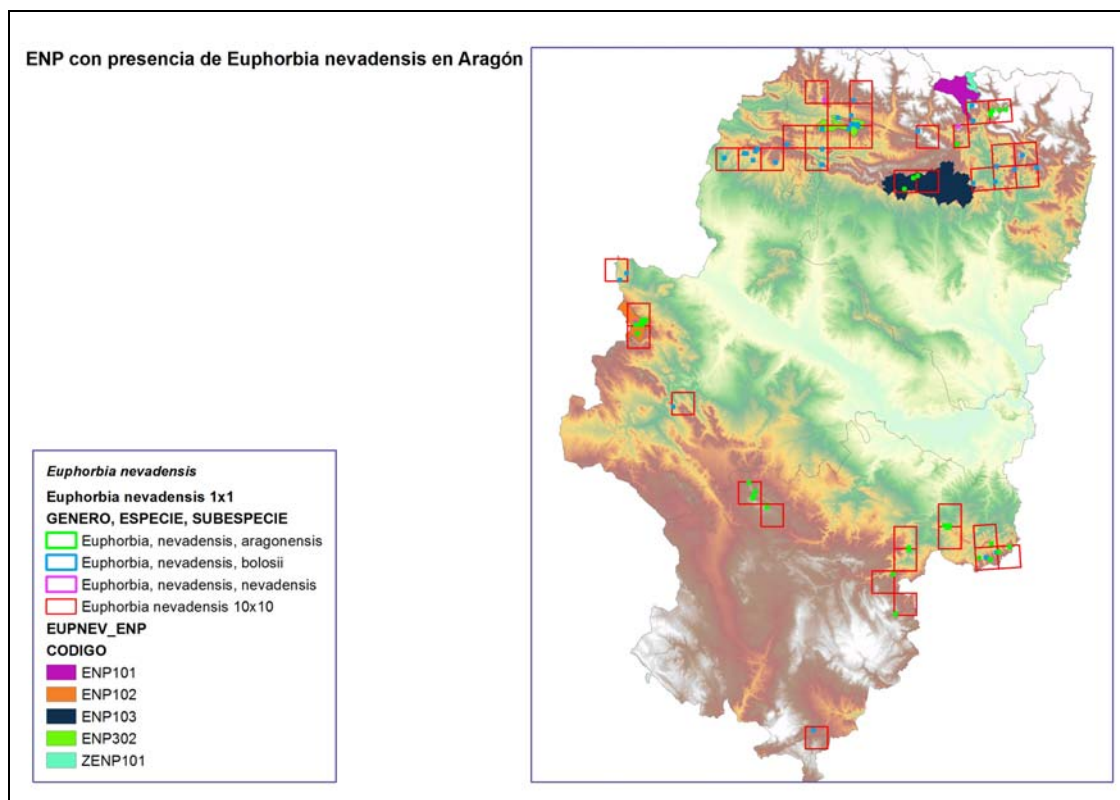 ENP con presencia de Euphorbia nevadensis en Aragón
Euphorbia nevadensis
Euphorbia nevadensis 1x1
GENERO, ESPECIE, SUBESPECIE
Euphorbia, nevadensis, aragonensis
Euphorbia, nevadensis, bolosii
Euphorbia, nevadensis, nevadensis
Euphorbia nevadensis 10x10
EUPNEV_ENP
CODIGO
ENP101
ENP102
ENP103
ENP302
ZENP101